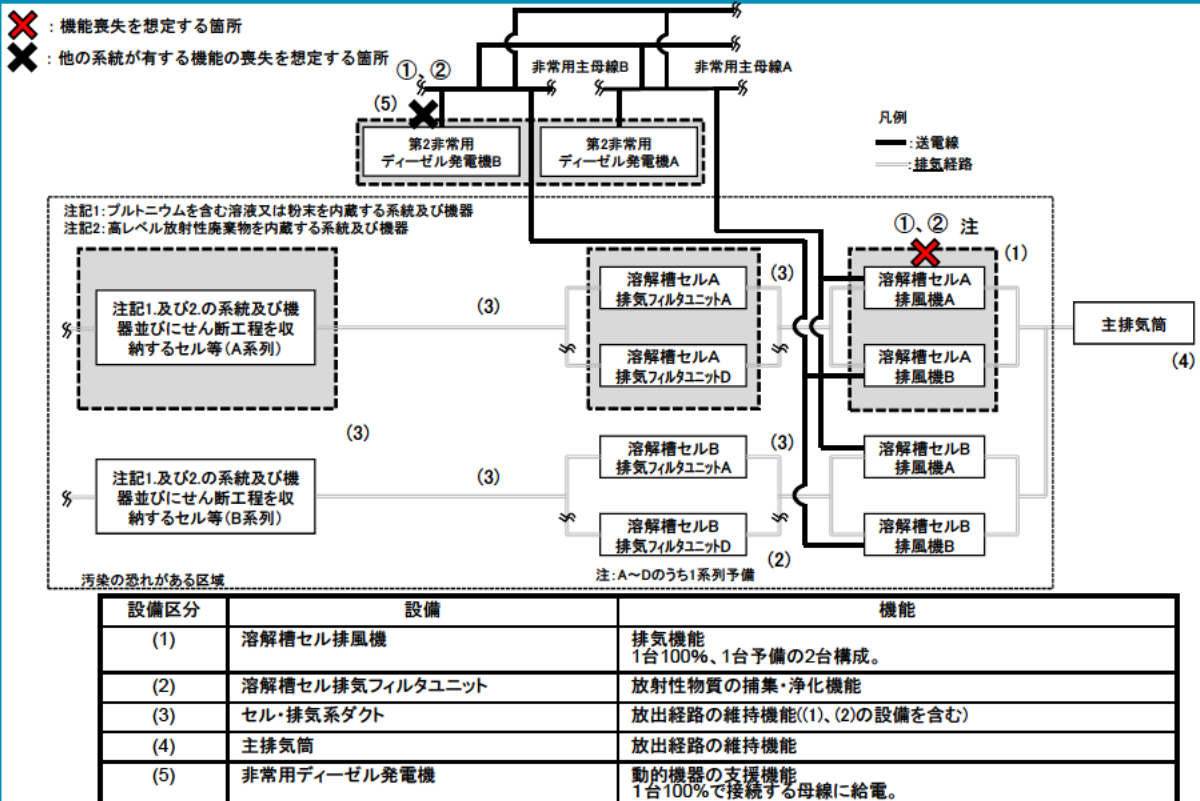 ：機能喪失を想定する箇所
：他の系統が有する機能の喪失を想定する箇所
①、②
非常用主母線B
非常用主母線A
(5)
第2非常用
ディーゼル発電機B
第2非常用
ディーゼル発電機A
凡例
：送電線
：排気経路
注記1：プルトニウムを含む溶液又は粉末を内蔵する系統及び機器
注記2：高レベル放射性廃棄物を内蔵する系統及び機器
①、② 注
(1)
注記1.及び2.の系統及び機
器並びにせん断工程を収
納するセル等(A系列)
(3)
溶解槽セルA
排気フィルタユニットA
(3)
溶解槽セルA
排風機A
溶解槽セルA
排気フィルタユニットD
溶解槽セルA
排風機B
主排気筒
(4)
(3)
注記1.及び2.の系統及び機
器並びにせん断工程を収
納するセル等(B系列)
(3)
溶解槽セルB
排気フィルタユニットA
(3)
溶解槽セルB
排風機A
溶解槽セルB
排気フィルタユニットD
(2)
溶解槽セルB
排風機B
汚染の恐れがある区域
注：A～Dのうち1系列予備
設備区分 設備 機能
(1) 溶解槽セル排風機 排気機能
1台100%、1台予備の2台構成。
(2) 溶解槽セル排気フィルタユニット 放射性物質の捕集・浄化機能
(3) セル・排気系ダクト 放出経路の維持機能((1)、(2)の設備を含む)
(4) 主排気筒 放出経路の維持機能
(5) 非常用ディーゼル発電機 動的機器の支援機能
1台100%で接続する母線に給電。